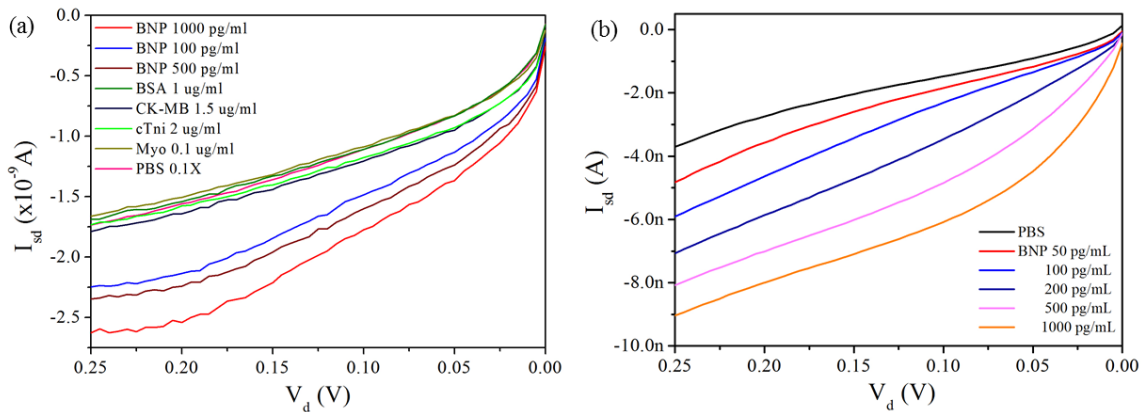 (a)
BNP 1000 pg/ml
BNP 100 pg/ml
BNP 500 pg/ml
BSA 1 ug/ml
CK-MB 1.5 ug/ml
cTni 2 ug/ml
Myo 0.1 ug/ml
PBS 0.1X
0.0
-0.5
-1.0
-1.5
-2.0
-2.5
I_sd (x10^-9 A)
0.25 0.20 0.15 0.10 0.05 0.00
V_d (V)
(b)
0.0
-2.0n
-4.0n
-6.0n
-8.0n
-10.0n
I_sd (A)
PBS
BNP 50 pg/mL
100 pg/mL
200 pg/mL
500 pg/mL
1000 pg/mL
0.25 0.20 0.15 0.10 0.05 0.00
V_d (V)